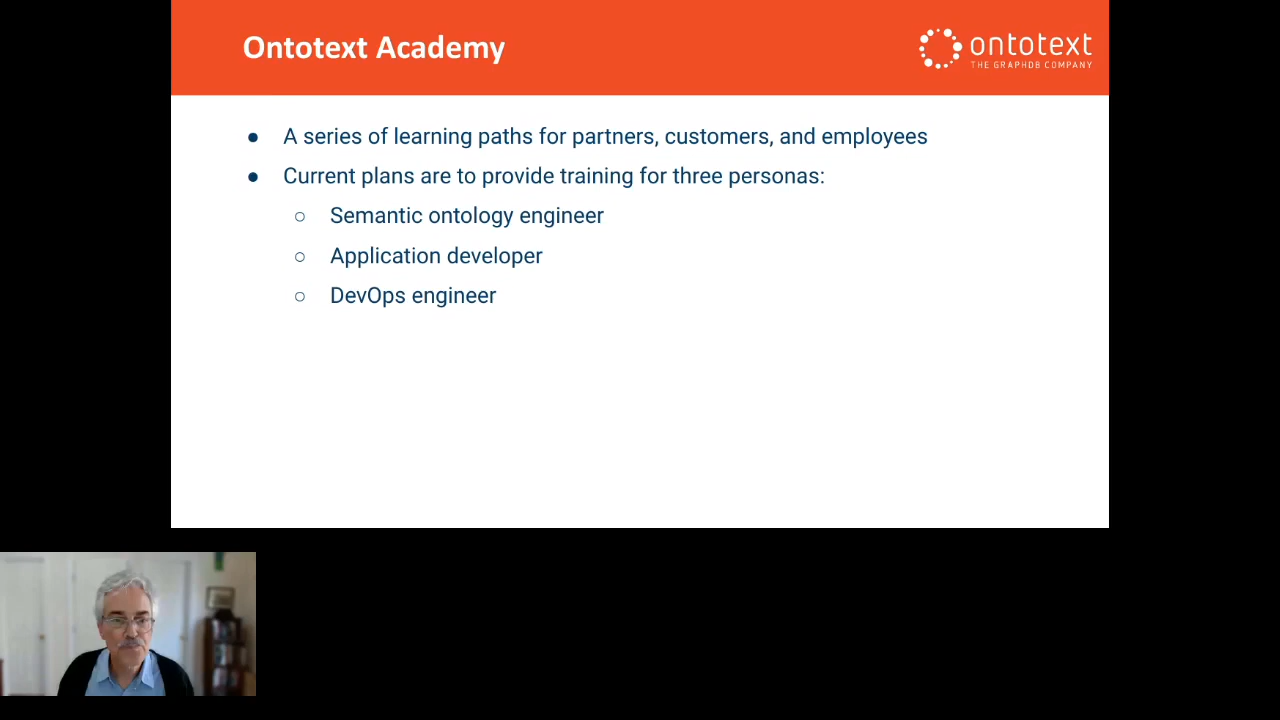 Ontotext Academy
ontotext
THE GRAPHDB COMPANY
● A series of learning paths for partners, customers, and employees
● Current plans are to provide training for three personas:
○ Semantic ontology engineer
○ Application developer
○ DevOps engineer